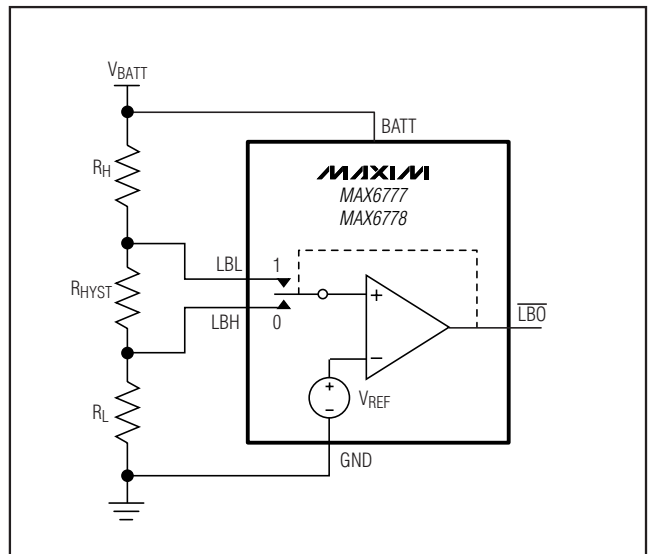 VBATT
BATT
RH
MAXIM
MAX6777
MAX6778
LBL
1
RHYST
LBH
0
+
−
LBO
+
−
VREF
RL
GND